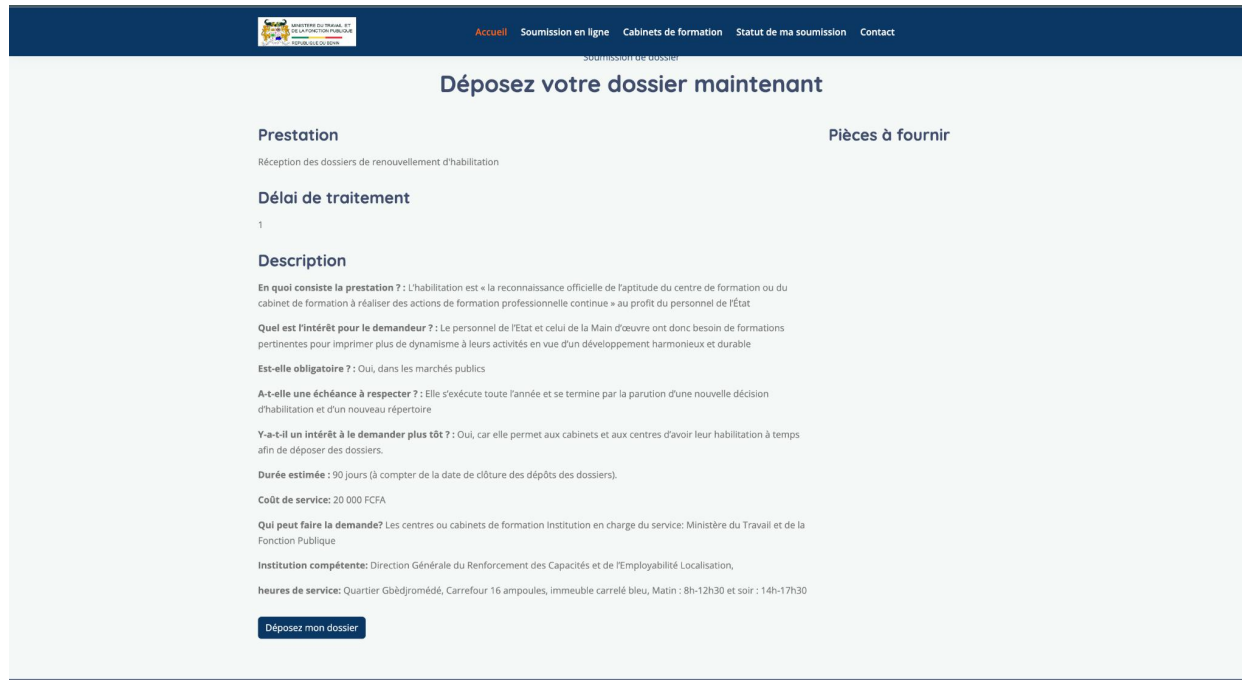 MINISTERE DU TRAVAIL ET
DE LA FONCTION PUBLIQUE
REPUBLIQUE DU BENIN
Accueil
Soumission en ligne
Cabinets de formation
Statut de ma soumission
Contact
Soumission de dossier
Déposez votre dossier maintenant
Prestation
Réception des dossiers de renouvellement d'habilitation
Délai de traitement
1
Description
En quoi consiste la prestation ? : L'habilitation est « la reconnaissance officielle de l'aptitude du centre de formation ou du
cabinet de formation à réaliser des actions de formation professionnelle continue » au profit du personnel de l'État
Quel est l'intérêt pour le demandeur ? : Le personnel de l'Etat et celui de la Main d'œuvre ont donc besoin de formations
pertinentes pour imprimer plus de dynamisme à leurs activités en vue d'un développement harmonieux et durable
Est-elle obligatoire ? : Oui, dans les marchés publics
A-t-elle une échéance à respecter ? : Elle s'exécute toute l'année et se termine par la parution d'une nouvelle décision
d'habilitation et d'un nouveau répertoire
Y-a-t-il un intérêt à le demander plus tôt ? : Oui, car elle permet aux cabinets et aux centres d'avoir leur habilitation à temps
afin de déposer des dossiers.
Durée estimée : 90 jours (à compter de la date de clôture des dépôts des dossiers).
Coût de service: 20 000 FCFA
Qui peut faire la demande? Les centres ou cabinets de formation Institution en charge du service: Ministère du Travail et de la
Fonction Publique
Institution compétente: Direction Générale du Renforcement des Capacités et de l'Employabilité Localisation,
heures de service: Quartier Gbèdjromédé, Carrefour 16 ampoules, immeuble carrelé bleu, Matin : 8h-12h30 et soir : 14h-17h30
Déposez mon dossier
Pièces à fournir